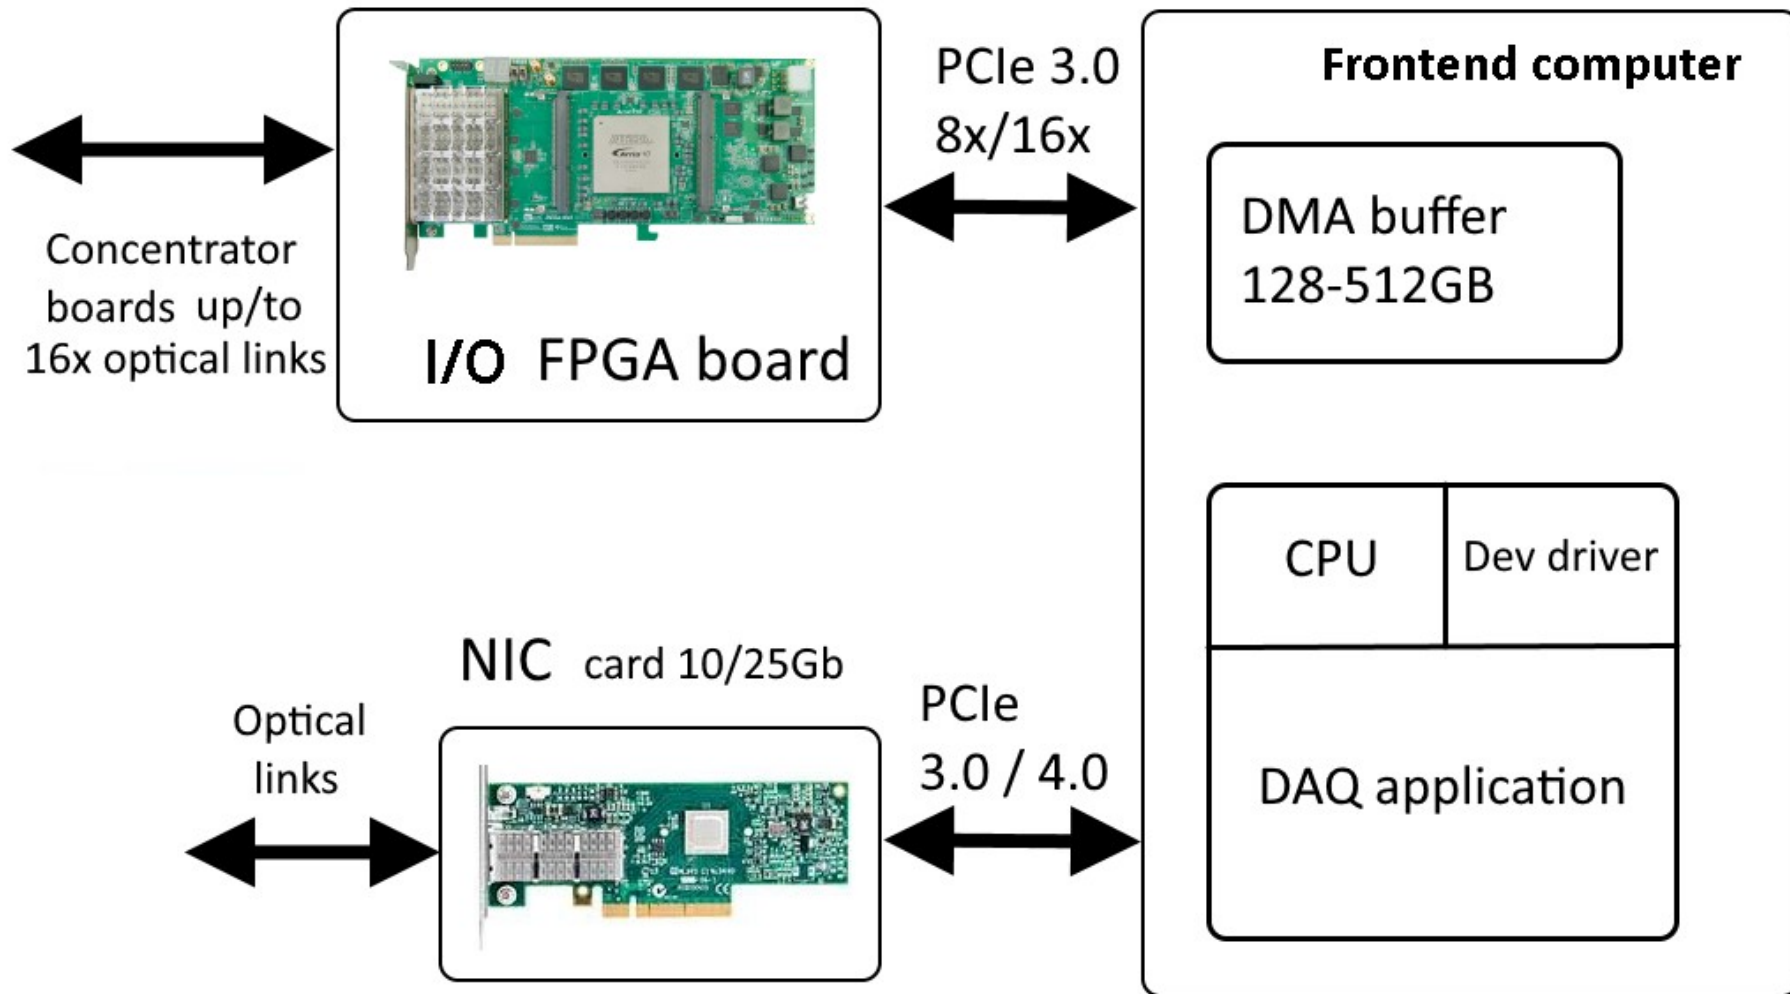 Concentrator
boards up/to
16x optical links
I/O FPGA board
PCIe 3.0
8x/16x
Frontend computer
DMA buffer
128-512GB
CPU
Dev driver
DAQ application
NIC card 10/25Gb
Optical
links
PCIe
3.0 / 4.0